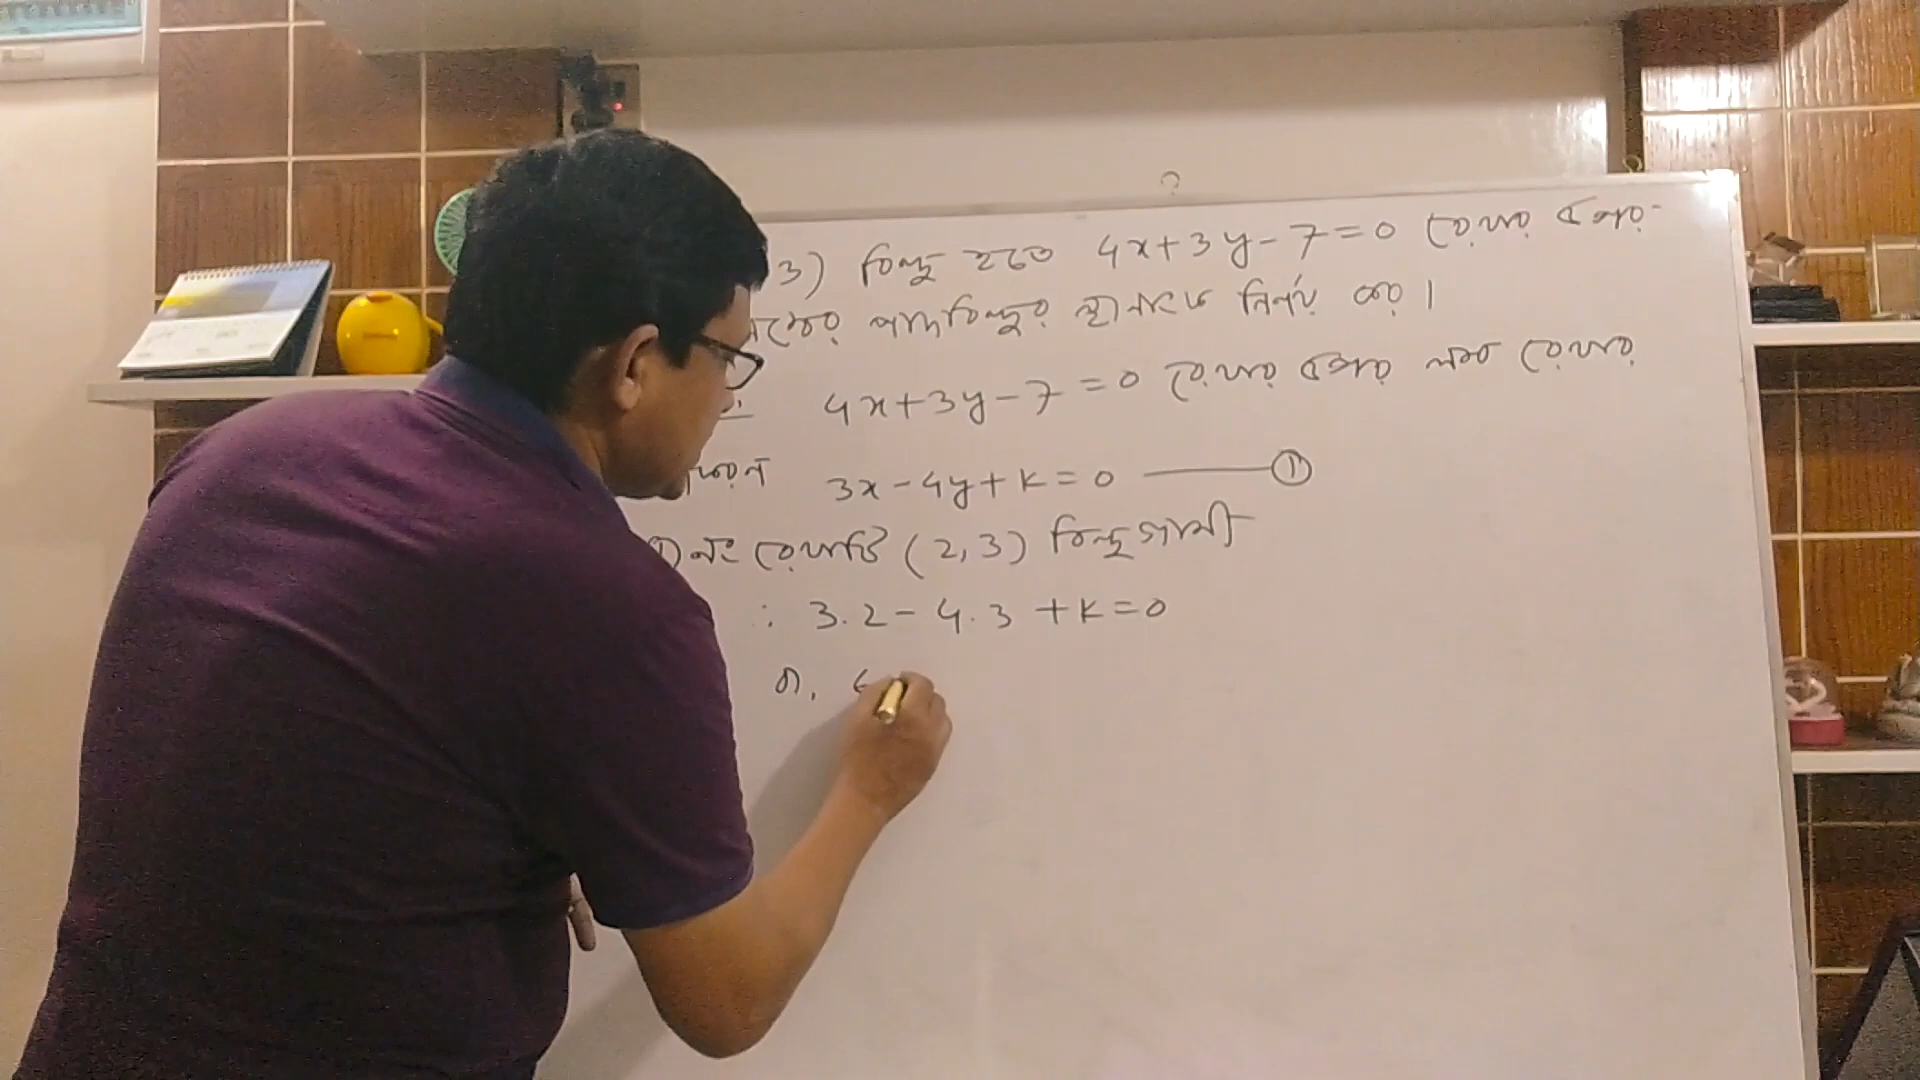 3) বিন্দু হতে 4x+3y-7=0 রেখার উপর
পাদবিন্দুর স্থানাংক নির্ণয় কর।
4x+3y-7=0 রেখার উপর লম্ব রেখার
3x-4y+k=0 ——— ①
① নং রেখাটি (2,3) বিন্দুগামী
∴ 3.2-4.3+k=0
বা, 6